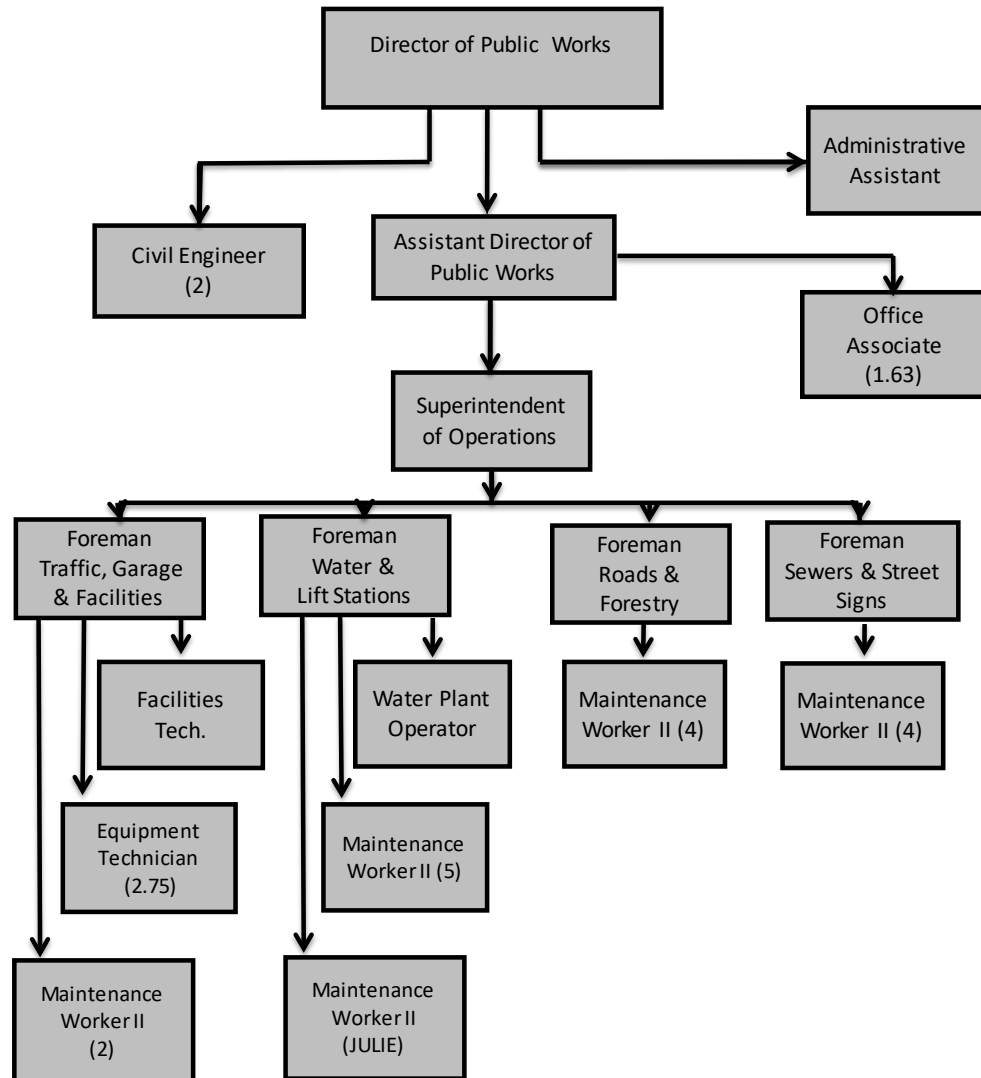 Director of Public Works
Administrative
Assistant
Civil Engineer
(2)
Assistant Director of
Public Works
Office
Associate
(1.63)
Superintendent
of Operations
Foreman
Traffic, Garage
& Facilities
Foreman
Water &
Lift Stations
Foreman
Roads &
Forestry
Foreman
Sewers & Street
Signs
Facilities
Tech.
Water Plant
Operator
Maintenance
Worker II (4)
Maintenance
Worker II (4)
Equipment
Technician
(2.75)
Maintenance
Worker II (5)
Maintenance
Worker II
(2)
Maintenance
Worker II
(JULIE)